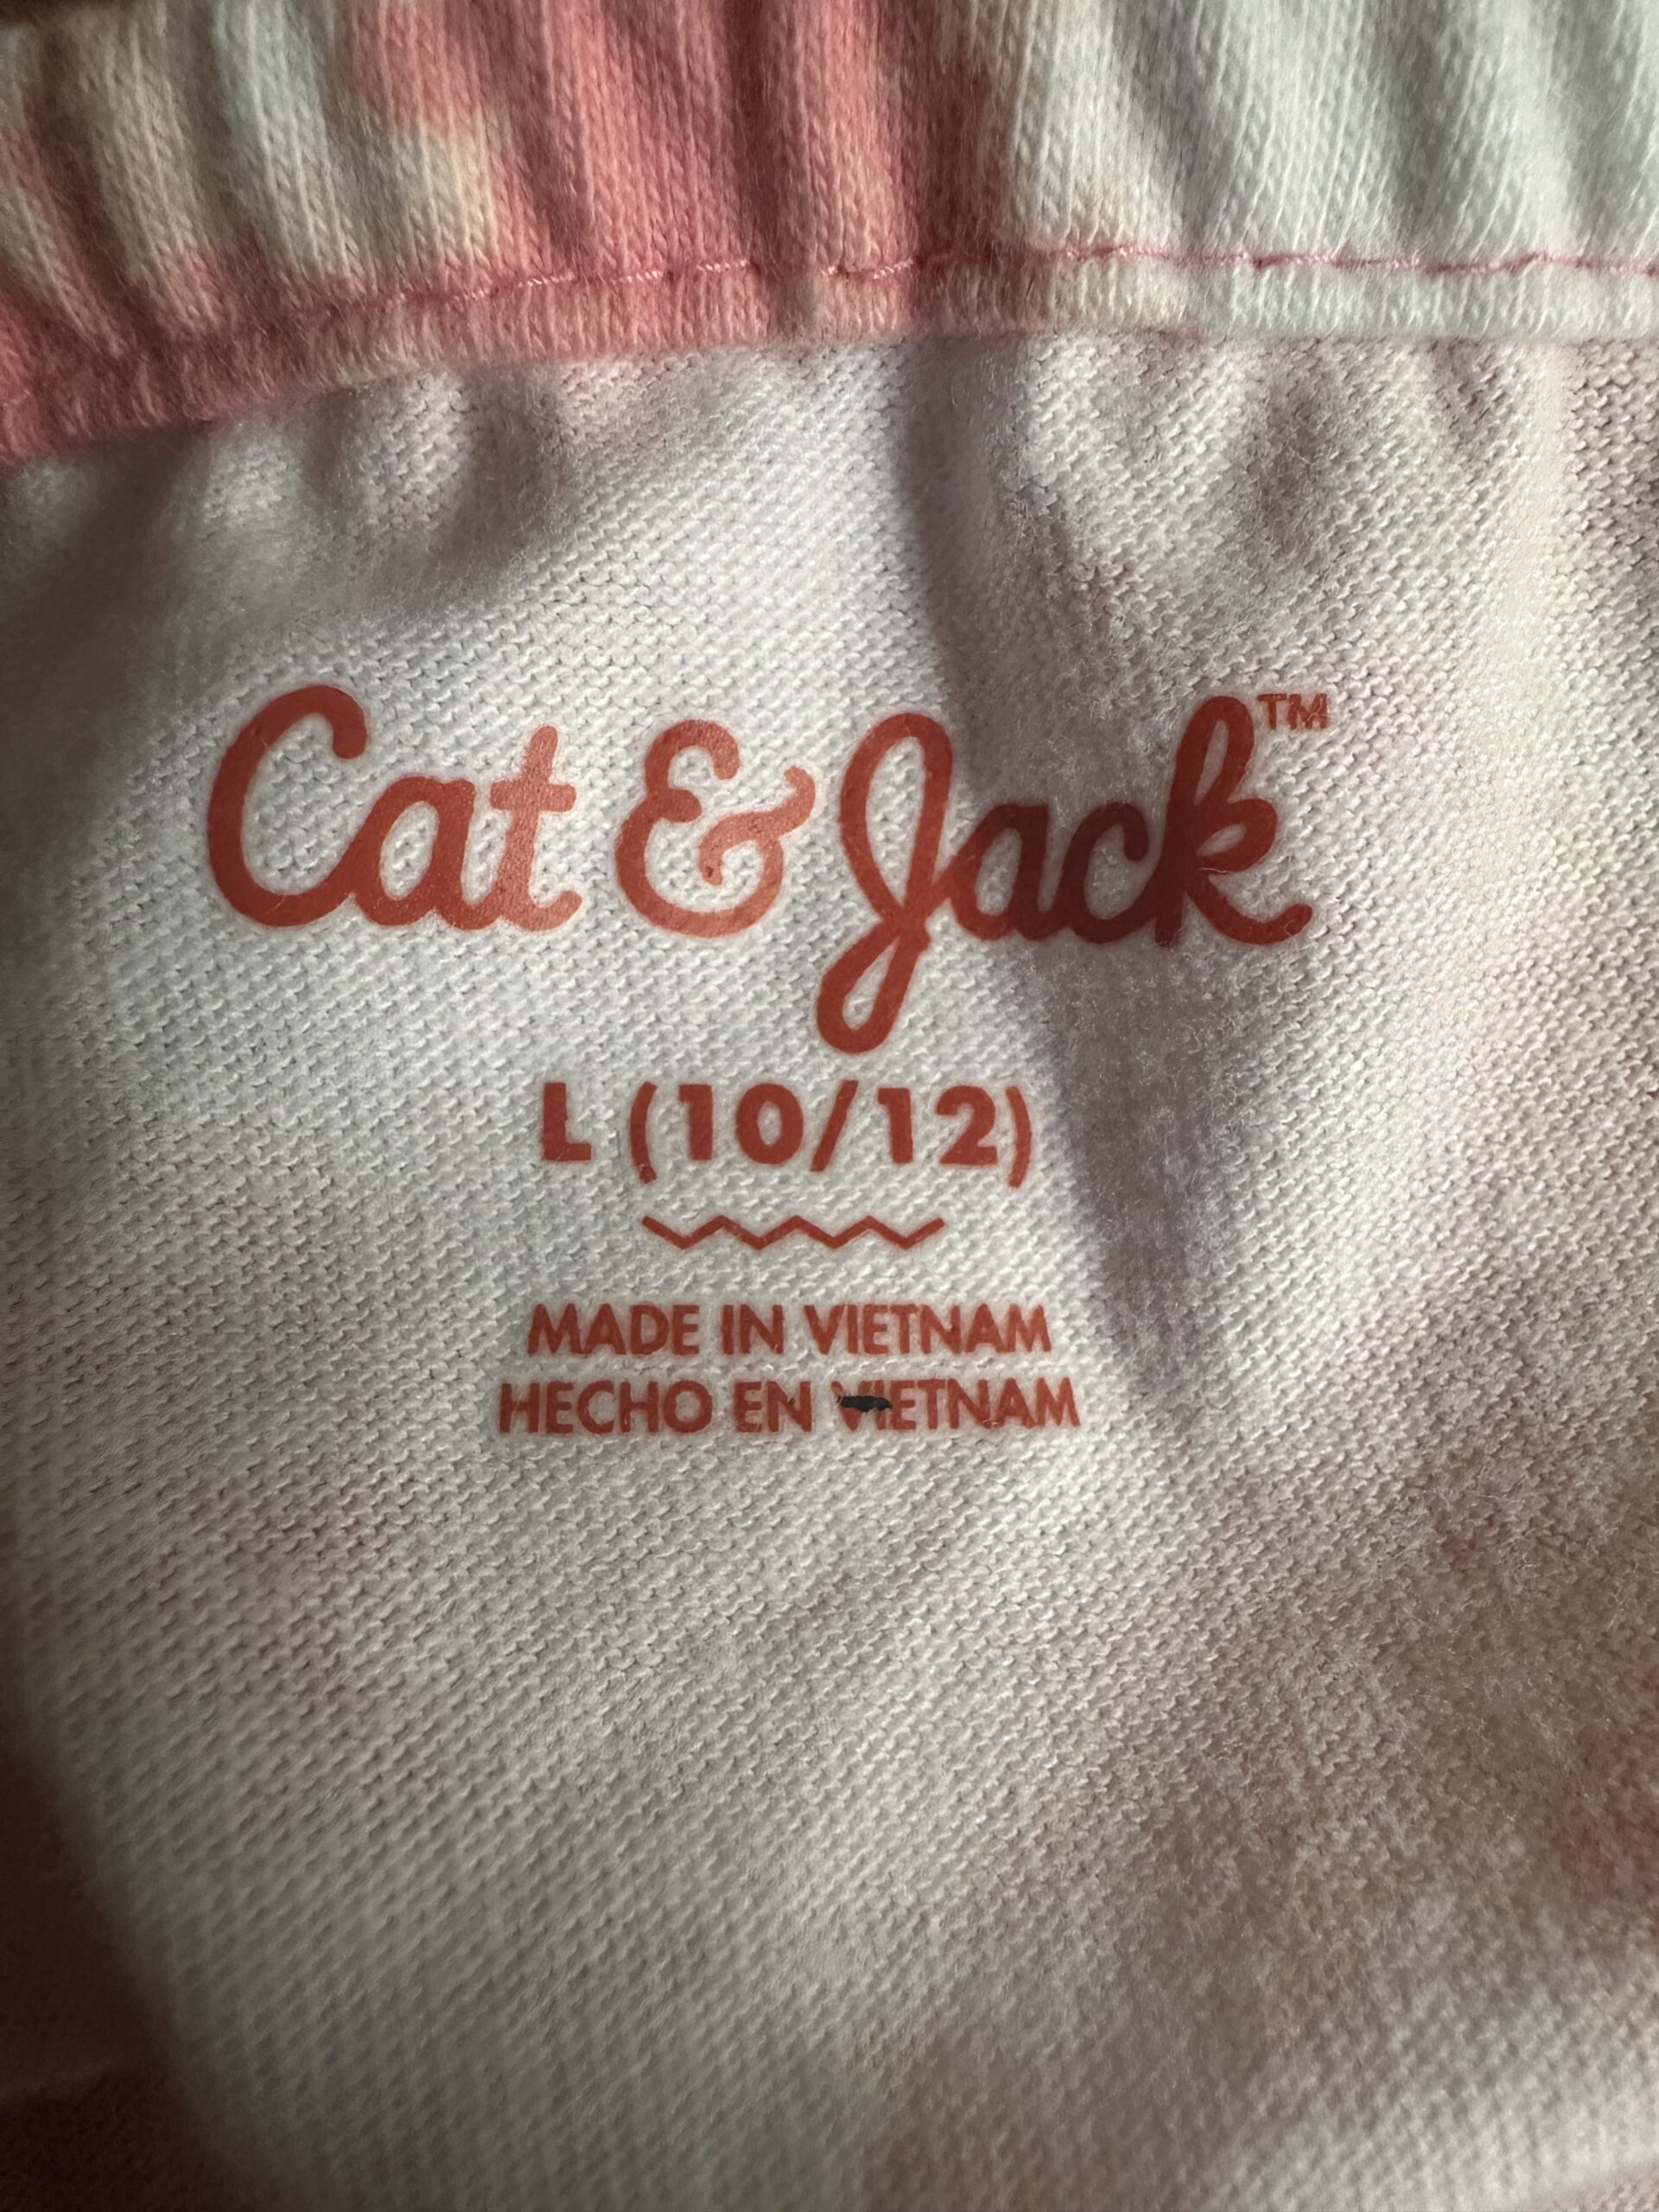 Cat & Jack™
L (10/12)
MADE IN VIETNAM
HECHO EN VIETNAM